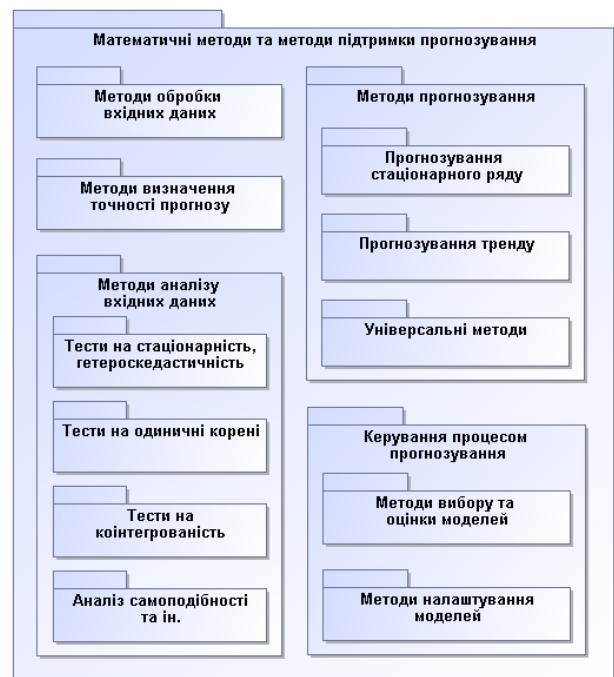 Математичні методи та методи підтримки прогнозування
Методи обробки
вхідних даних
Методи визначення
точності прогнозу
Методи аналізу
вхідних даних
Тести на стаціонарність,
гетероскедастичність
Тести на одиничні корені
Тести на
коінтегрованість
Аналіз самоподібності
та ін.
Методи прогнозування
Прогнозування
стаціонарного ряду
Прогнозування тренду
Універсальні методи
Керування процесом
прогнозування
Методи вибору та
оцінки моделей
Методи налаштування
моделей